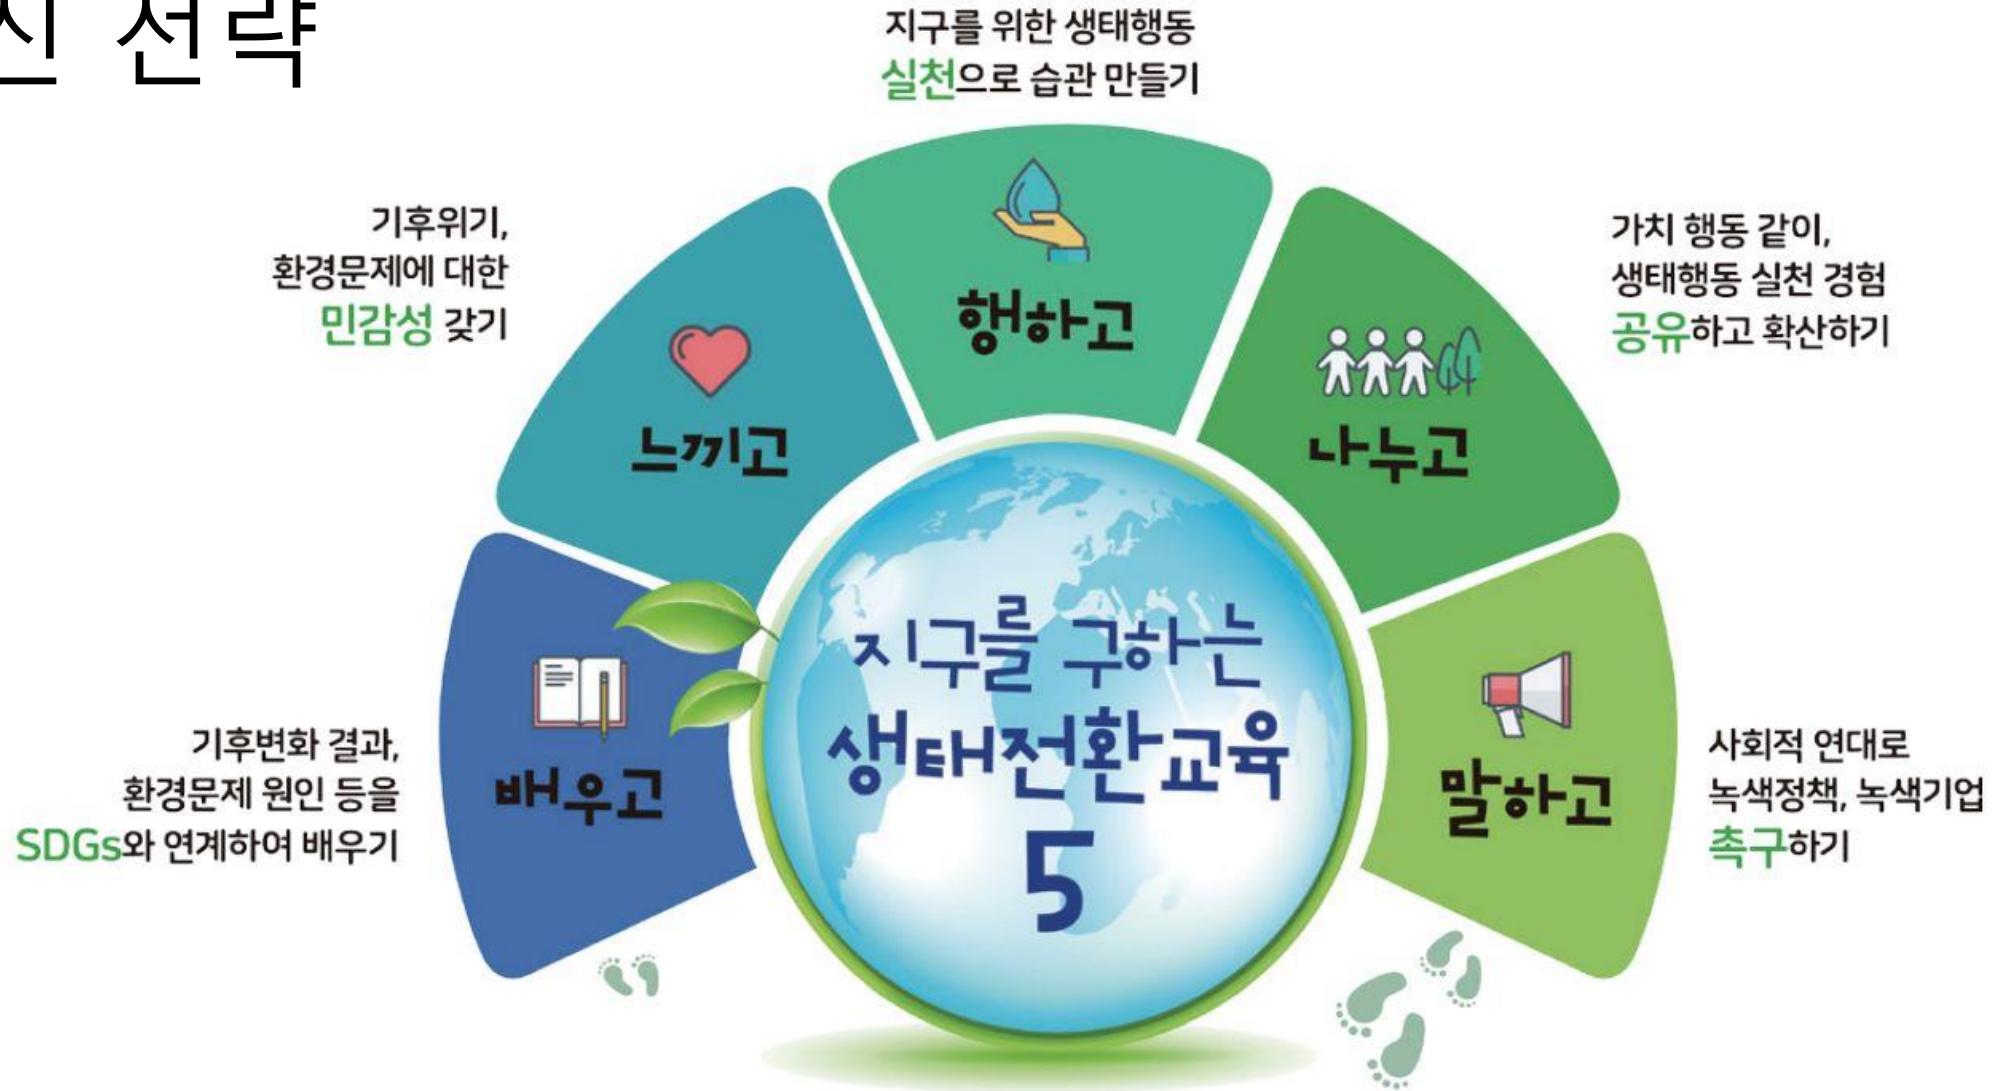 전략
지구를 위한 생태행동
실천으로 습관 만들기
기후위기,
환경문제에 대한
민감성 갖기
가치 행동 같이,
생태행동 실천 경험
공유하고 확산하기
행하고
느끼고
나누고
지구를 구하는
생태전환교육
5
기후변화 결과,
환경문제 원인 등을
SDGs와 연계하여 배우기
배우고
말하고
사회적 연대로
녹색정책, 녹색기업
촉구하기